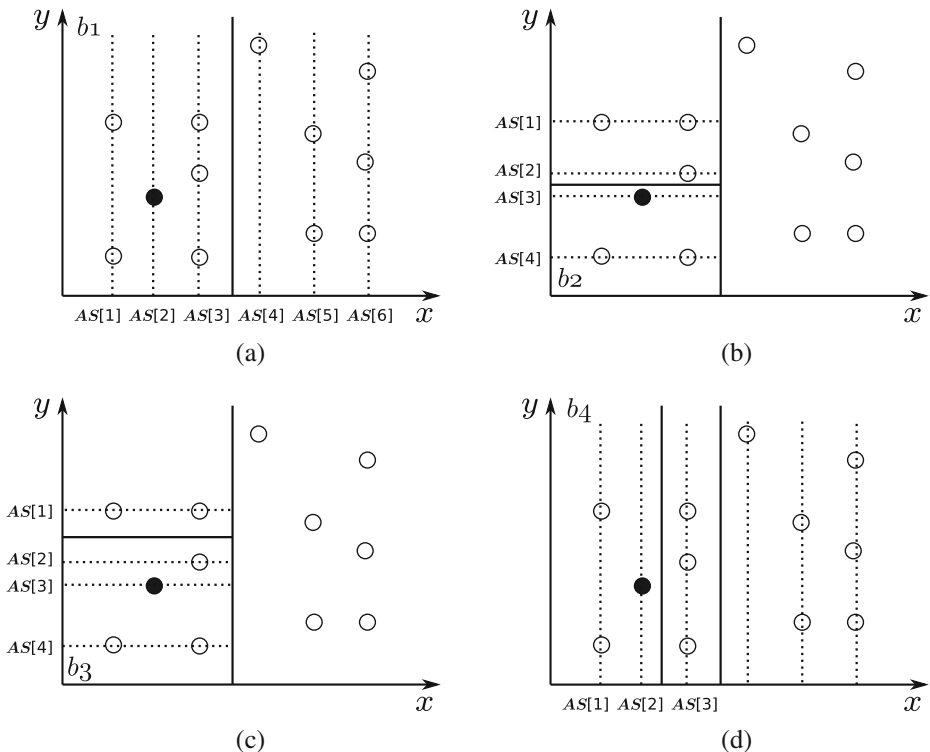 y b1
AS[1] AS[2] AS[3] AS[4] AS[5] AS[6] x
(a)
y
AS[1]
AS[2]
AS[3]
AS[4]
b2
x
(b)
y
AS[1]
AS[2]
AS[3]
AS[4]
b3
x
(c)
y b4
AS[1] AS[2] AS[3] x
(d)